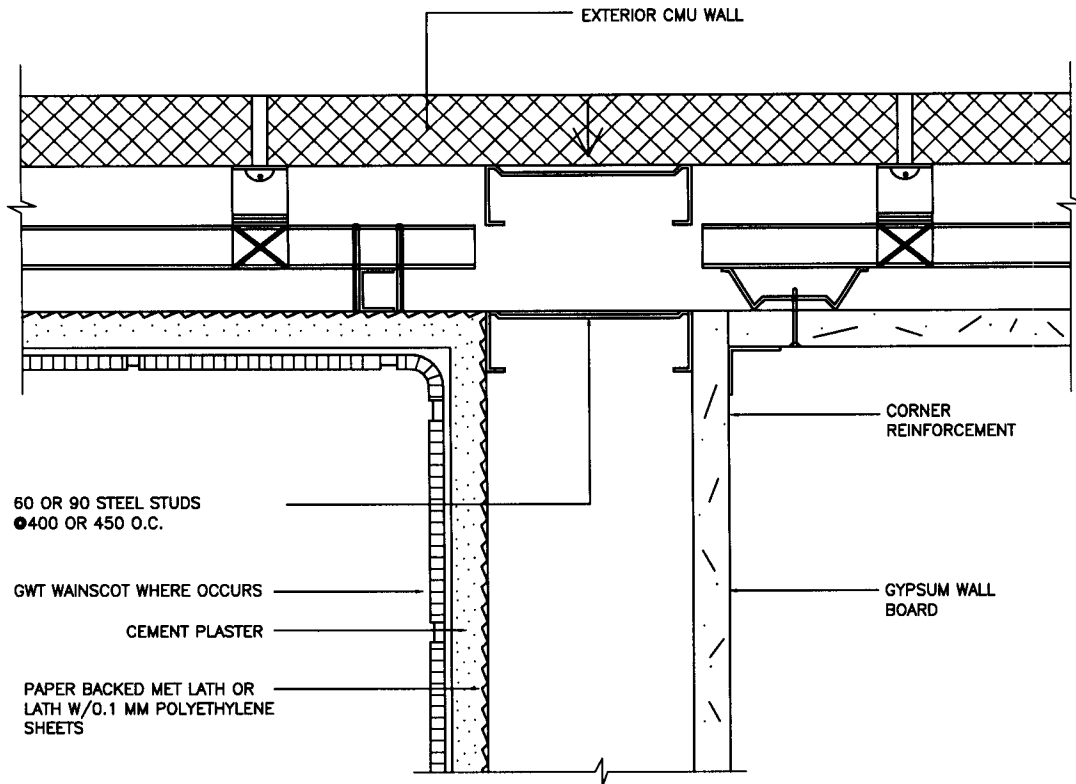 EXTERIOR CMU WALL
CORNER
REINFORCEMENT
60 OR 90 STEEL STUDS
@400 OR 450 O.C.
GWT WAINSCOT WHERE OCCURS
GYPSUM WALL
BOARD
CEMENT PLASTER
PAPER BACKED MET LATH OR
LATH W/0.1 MM POLYETHYLENE
SHEETS